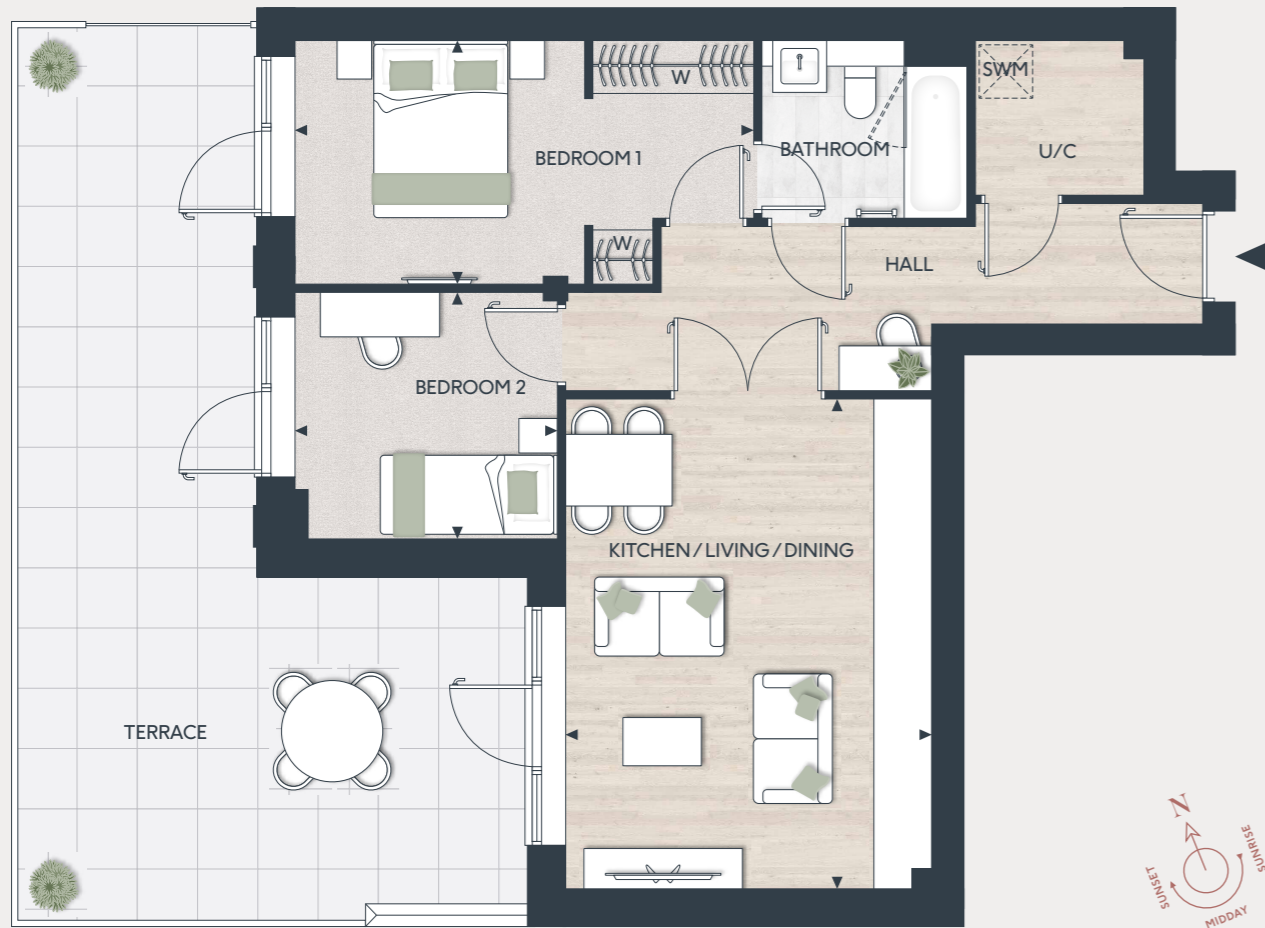 SWM
W
BATHROOM
BEDROOM 1
U/C
W
HALL
BEDROOM 2
KITCHEN / LIVING / DINING
TERRACE
N
SUNRISE
SUNSET
MIDDAY